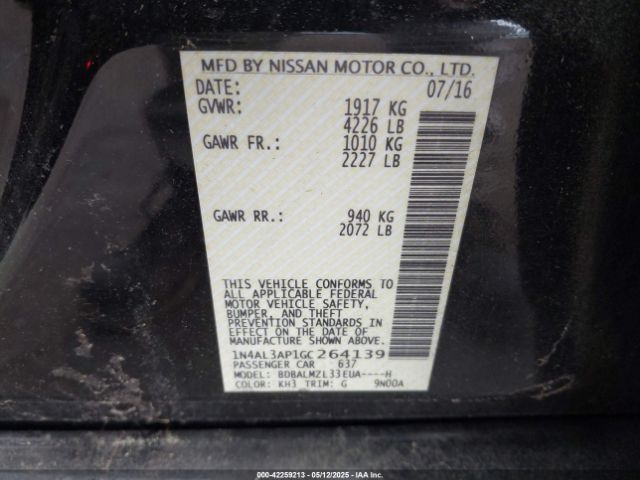 MFD BY NISSAN MOTOR CO., LTD.
DATE: 07/16
GVWR: 1917 KG
4226 LB
GAWR FR.: 1010 KG
2227 LB
GAWR RR.: 940 KG
2072 LB
THIS VEHICLE CONFORMS TO
ALL APPLICABLE FEDERAL
MOTOR VEHICLE SAFETY,
BUMPER, AND THEFT
PREVENTION STANDARDS
IN EFFECT ON THE DATE OF
MANUFACTURE SHOWN ABOVE.
1N4AL3AP1GC264139
PASSENGER CAR 637
MODEL: BDBALMZL33EUA----H
COLOR: KH3 TRIM: G 9N00A
000-42259213 - 05/12/2025 - IAA Inc.